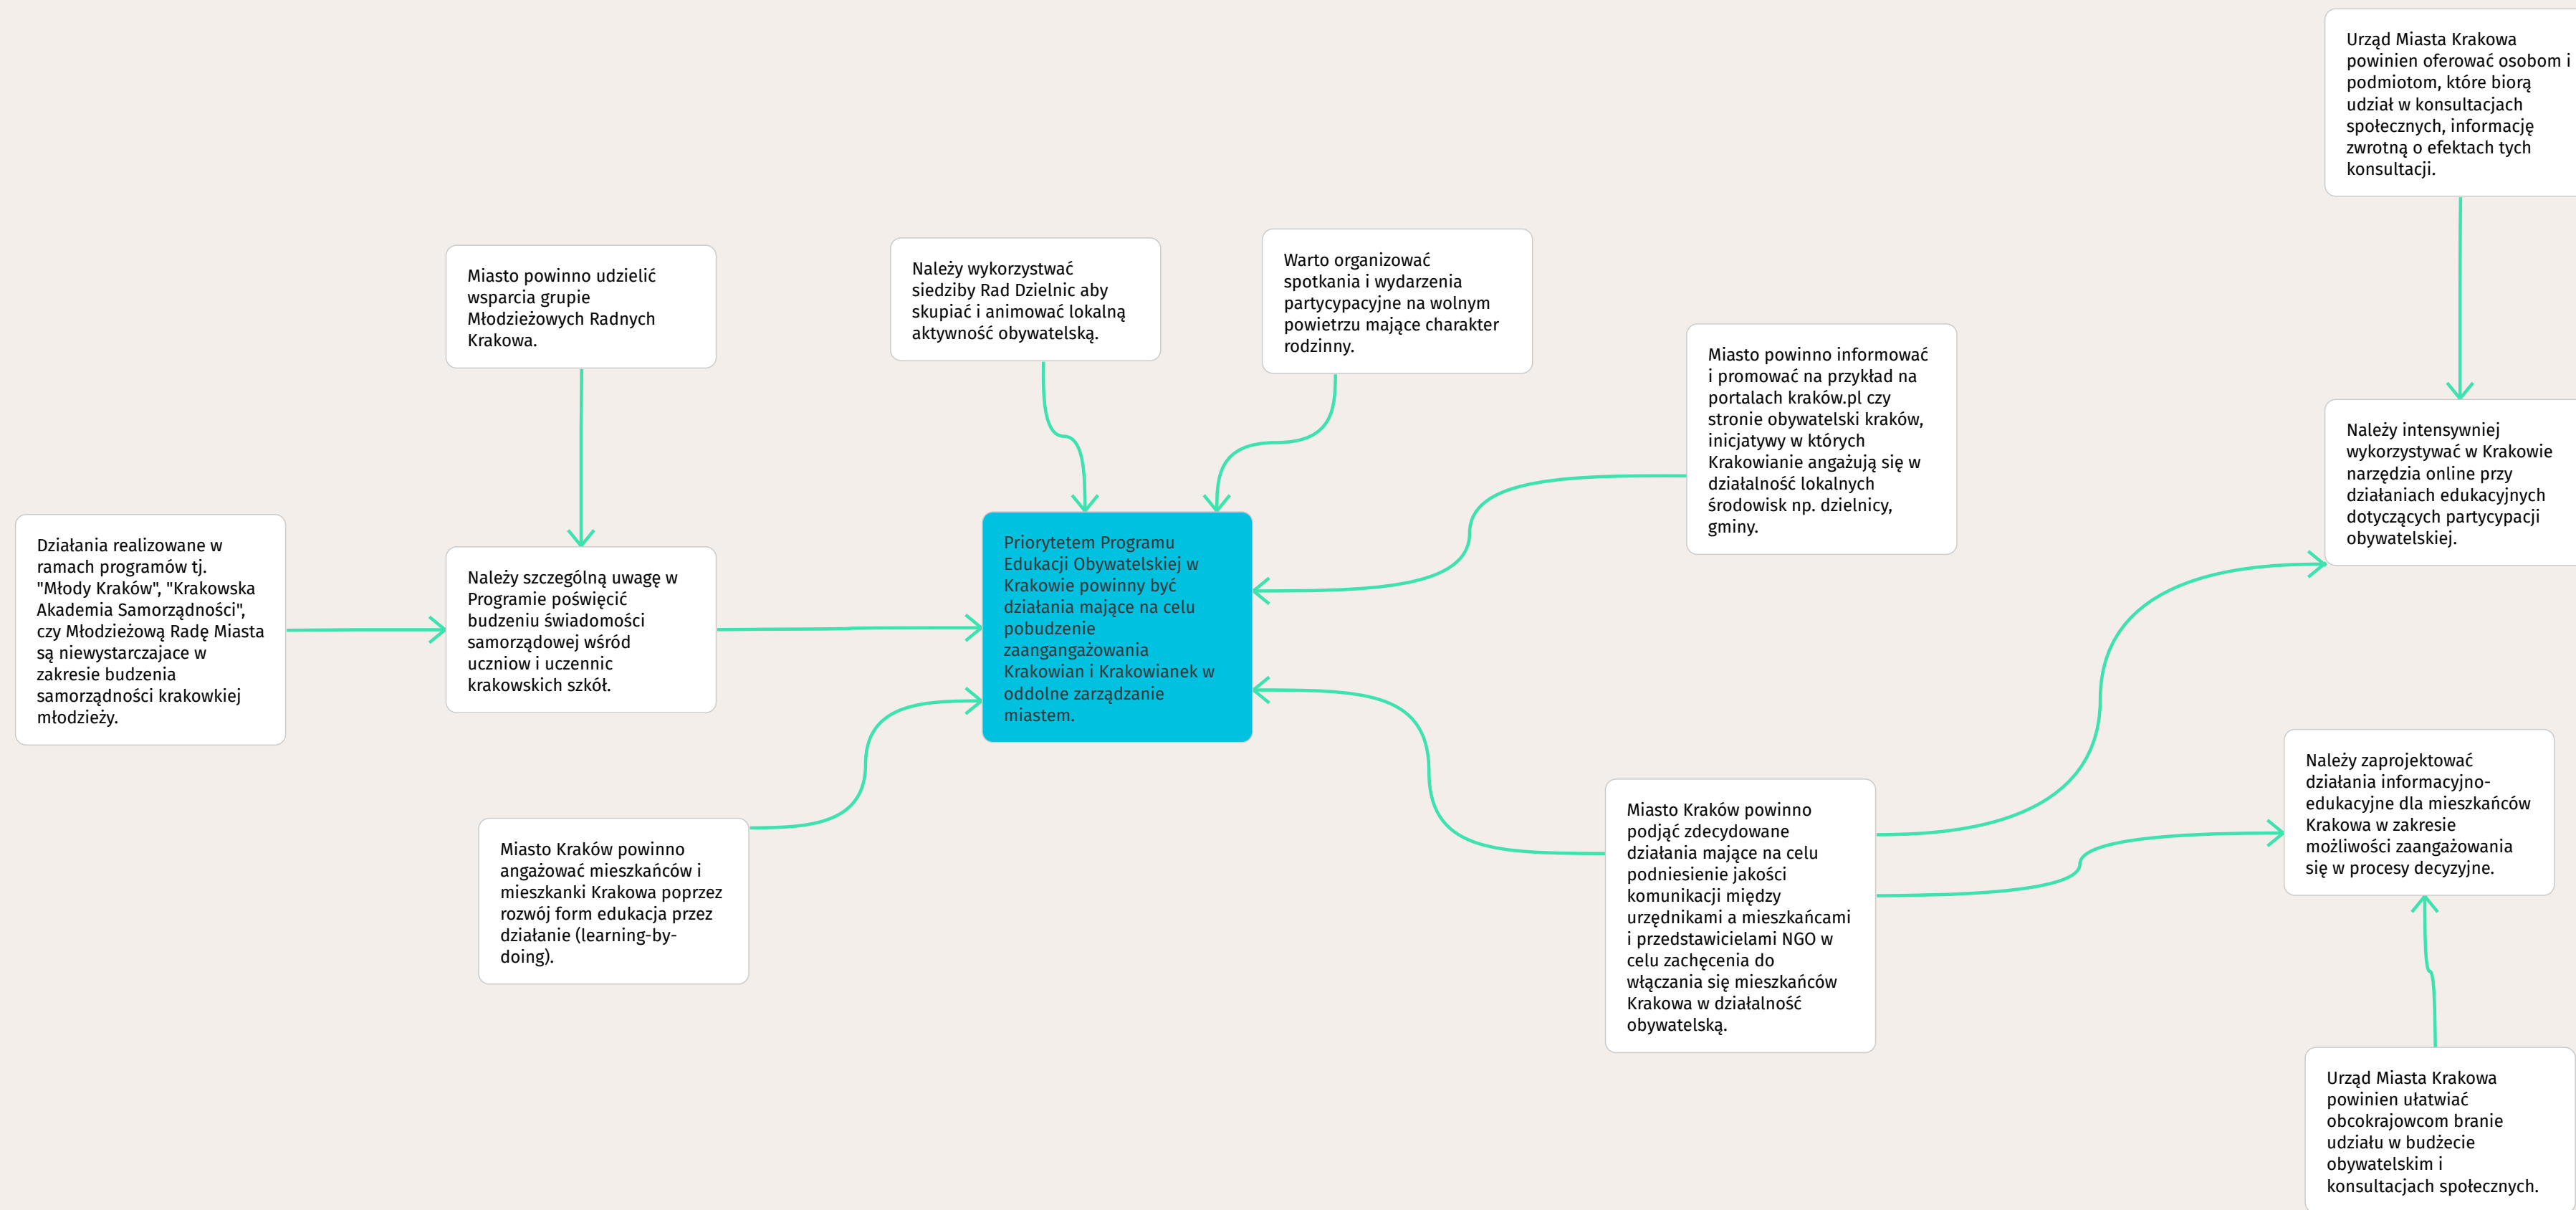 Urząd Miasta Krakowa
powinien oferować osobom i
podmiotom, które biorą
udział w konsultacjach
społecznych, informację
zwrotną o efektach tych
konsultacji.
Miasto powinno udzielić
wsparcia grupie
Młodzieżowych Radnych
Krakowa.
Należy wykorzystwać
siedziby Rad Dzielnic aby
skupiać i animować lokalną
aktywność obywatelską.
Warto organizować
spotkania i wydarzenia
partycypacyjne na wolnym
powietrzu mające charakter
rodzinny.
Miasto powinno informować
i promować na przykład na
portalach kraków.pl czy
stronie obywatelski kraków,
inicjatywy w których
Krakowianie angażują się w
działalność lokalnych
środowisk np. dzielnicy,
gminy.
Należy intensywniej
wykorzystywać w Krakowie
narzędzia online przy
działaniach edukacyjnych
dotyczących partycypacji
obywatelskiej.
Działania realizowane w
ramach programów tj.
"Młody Kraków", "Krakowska
Akademia Samorządności",
czy Młodzieżową Radę Miasta
są niewystarczajace w
zakresie budzenia
samorządności krakowkiej
młodzieży.
Należy szczególną uwagę w
Programie poświęcić
budzeniu świadomości
samorządowej wśród
uczniow i uczennic
krakowskich szkół.
Priorytetem Programu
Edukacji Obywatelskiej w
Krakowie powinny być
działania mające na celu
pobudzenie
zaangangażowania
Krakowian i Krakowianek w
oddolne zarządzanie
miastem.
Miasto Kraków powinno
angażować mieszkańców i
mieszkanki Krakowa poprzez
rozwój form edukacja przez
działanie (learning-by-
doing).
Miasto Kraków powinno
podjąć zdecydowane
działania mające na celu
podniesienie jakości
komunikacji między
urzędnikami a mieszkańcami
i przedstawicielami NGO w
celu zachęcenia do
włączania się mieszkańców
Krakowa w działalność
obywatelską.
Należy zaprojektować
działania informacyjno-
edukacyjne dla mieszkańców
Krakowa w zakresie
możliwości zaangażowania
się w procesy decyzyjne.
Urząd Miasta Krakowa
powinien ułatwiać
obcokrajowcom branie
udziału w budżecie
obywatelskim i
konsultacjach społecznych.